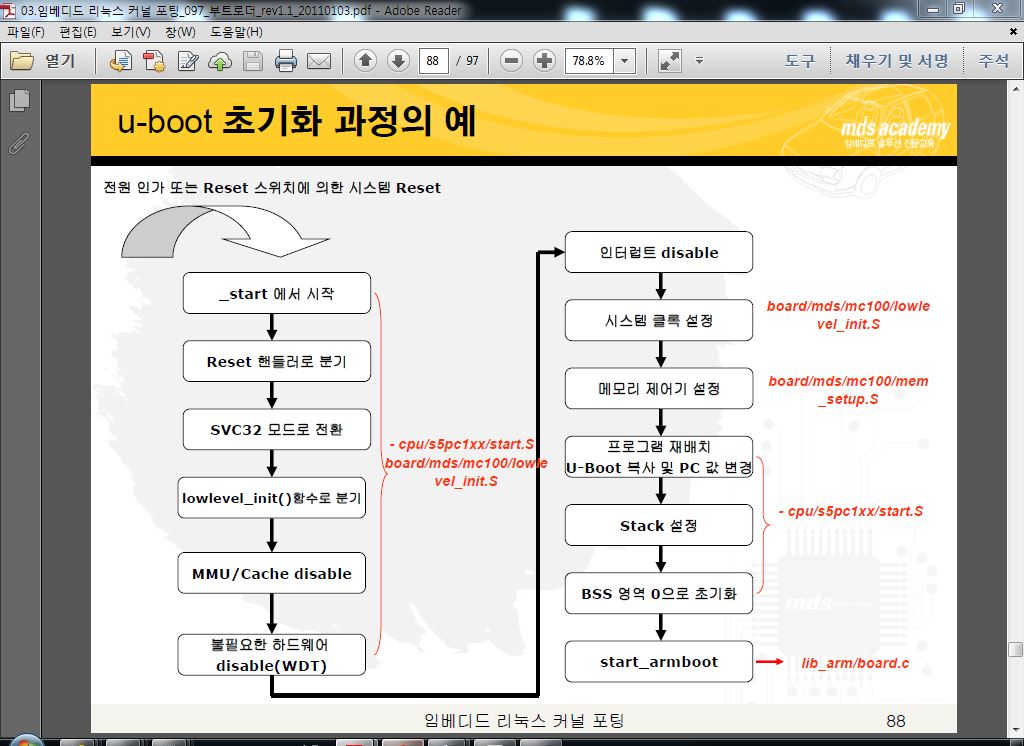 03.임베디드 리눅스 커널 포팅_097_부트로더_rev1.1_20110103.pdf - Adobe Reader
파일(F) 편집(E) 보기(V) 창(W) 도움말(H)
열기 88 / 97 78.8% 도구 채우기 및 서명 주석
u-boot 초기화 과정의 예
mds academy
임베디드 솔루션 전문교육
전원 인가 또는 Reset 스위치에 의한 시스템 Reset
_start 에서 시작
Reset 핸들러로 분기
SVC32 모드로 전환
lowlevel_init()함수로 분기
MMU/Cache disable
불필요한 하드웨어
disable(WDT)
- cpu/s5pc1xx/start.S
board/mds/mc100/lowle
vel_init.S
인터럽트 disable
시스템 클록 설정
board/mds/mc100/lowle
vel_init.S
메모리 제어기 설정
board/mds/mc100/mem
_setup.S
프로그램 재배치
U-Boot 복사 및 PC 값 변경
Stack 설정
- cpu/s5pc1xx/start.S
BSS 영역 0으로 초기화
start_armboot
lib_arm/board.c
mds
임베디드 리눅스 커널 포팅
88